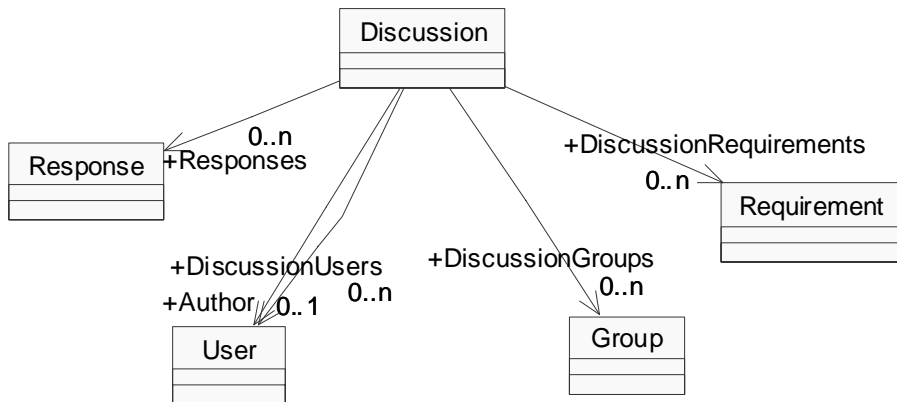 Discussion
0..n
+Responses
Response
+DiscussionRequirements
0..n
Requirement
+DiscussionUsers
0..n
+Author
0..1
User
+DiscussionGroups
0..n
Group